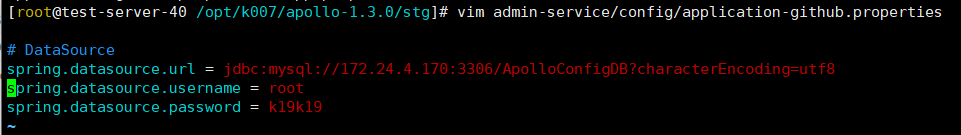 [root@test-server-40 /opt/k007/apollo-1.3.0/stg]# vim admin-service/config/application-github.properties
# DataSource
spring.datasource.url = jdbc:mysql://172.24.4.170:3306/ApolloConfigDB?characterEncoding=utf8
spring.datasource.username = root
spring.datasource.password = k19k19
~